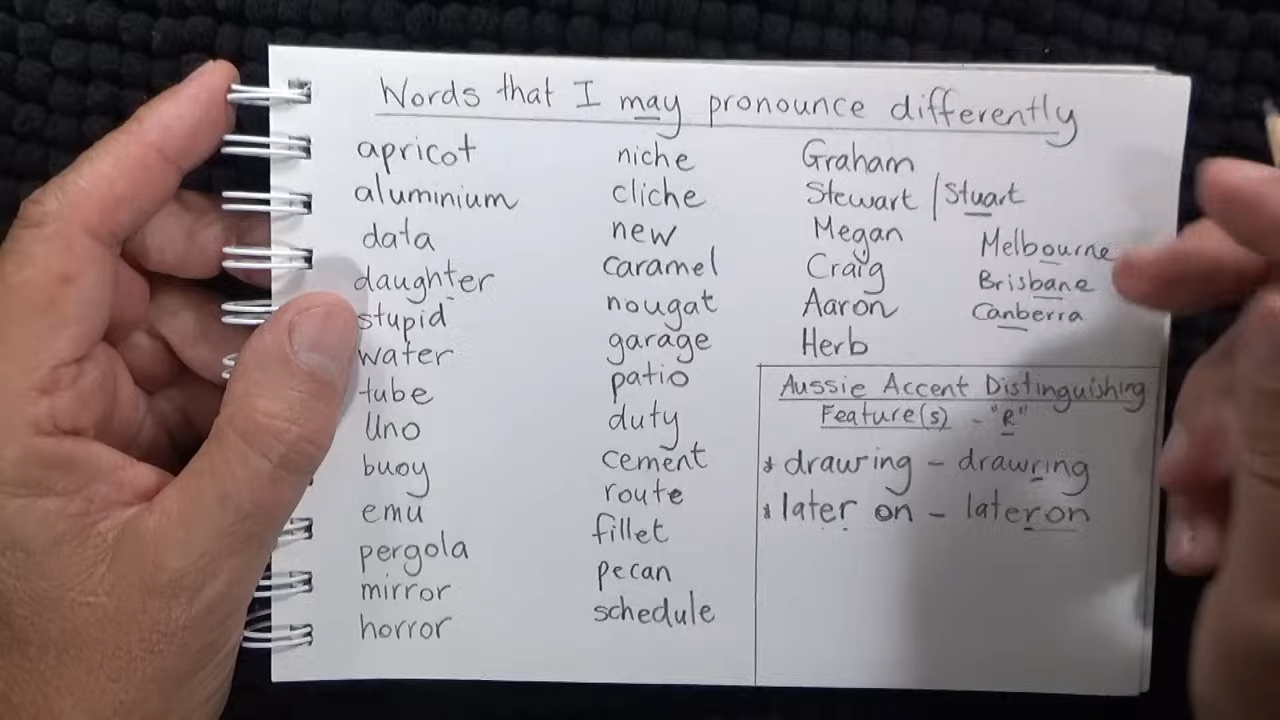 Words that I may pronounce differently
apricot
aluminium
data
daughter
stupid
water
tube
Uno
buoy
emu
pergola
mirror
horror
niche
cliche
new
caramel
nougat
garage
patio
duty
cement
route
fillet
pecan
schedule
Graham
Stewart / Stuart
Megan
Craig
Aaron
Herb
Melbourne
Brisbane
Canberra
Aussie Accent Distinguishing
Feature(s) - "R"
* drawing - drawring
* later on - lateron